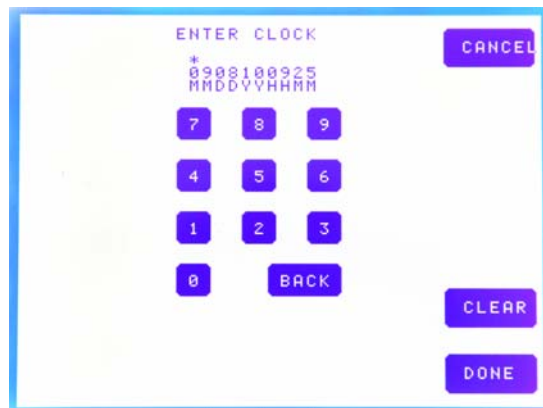 ENTER CLOCK
CANCEL
*
0908100925
MMDDYYHHMM
7 8 9
4 5 6
1 2 3
0 BACK
CLEAR
DONE